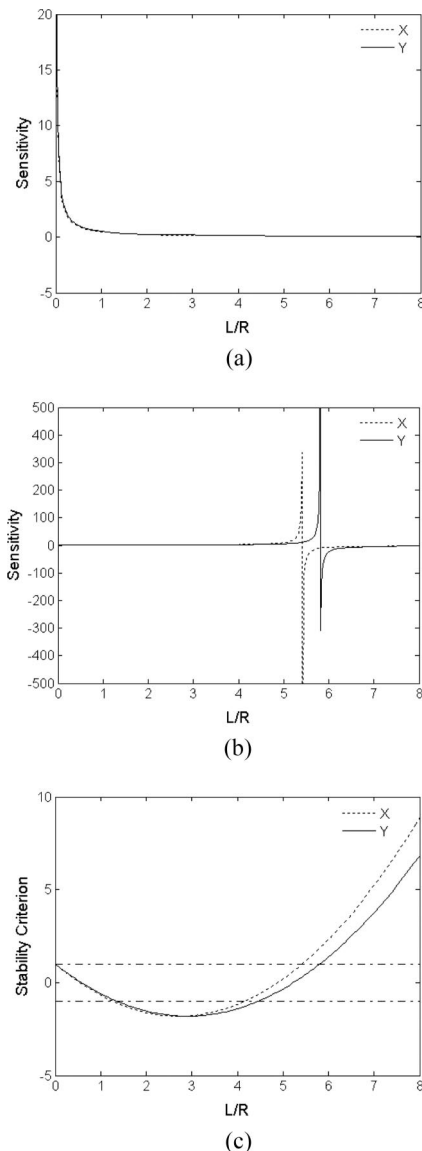 20
15
10
5
0
-5
Sensitivity
X
Y
0 1 2 3 4 5 6 7 8
L/R
(a)
500
400
300
200
100
0
-100
-200
-300
-400
-500
Sensitivity
X
Y
0 1 2 3 4 5 6 7 8
L/R
(b)
10
5
0
-5
Stability Criterion
X
Y
0 1 2 3 4 5 6 7 8
L/R
(c)